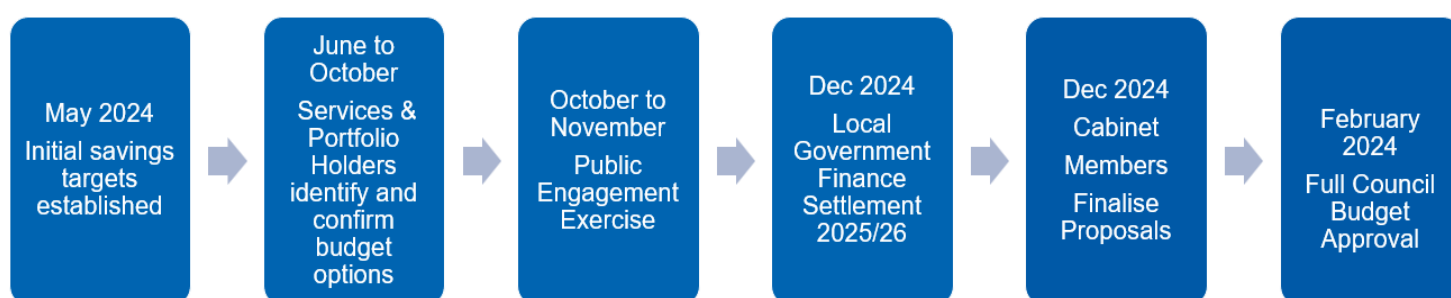 May 2024
Initial savings
targets
established
June to
October
Services &
Portfolio
Holders
identify and
confirm
budget
options
October to
November
Public
Engagement
Exercise
Dec 2024
Local
Government
Finance
Settlement
2025/26
Dec 2024
Cabinet
Members
Finalise
Proposals
February
2024
Full Council
Budget
Approval